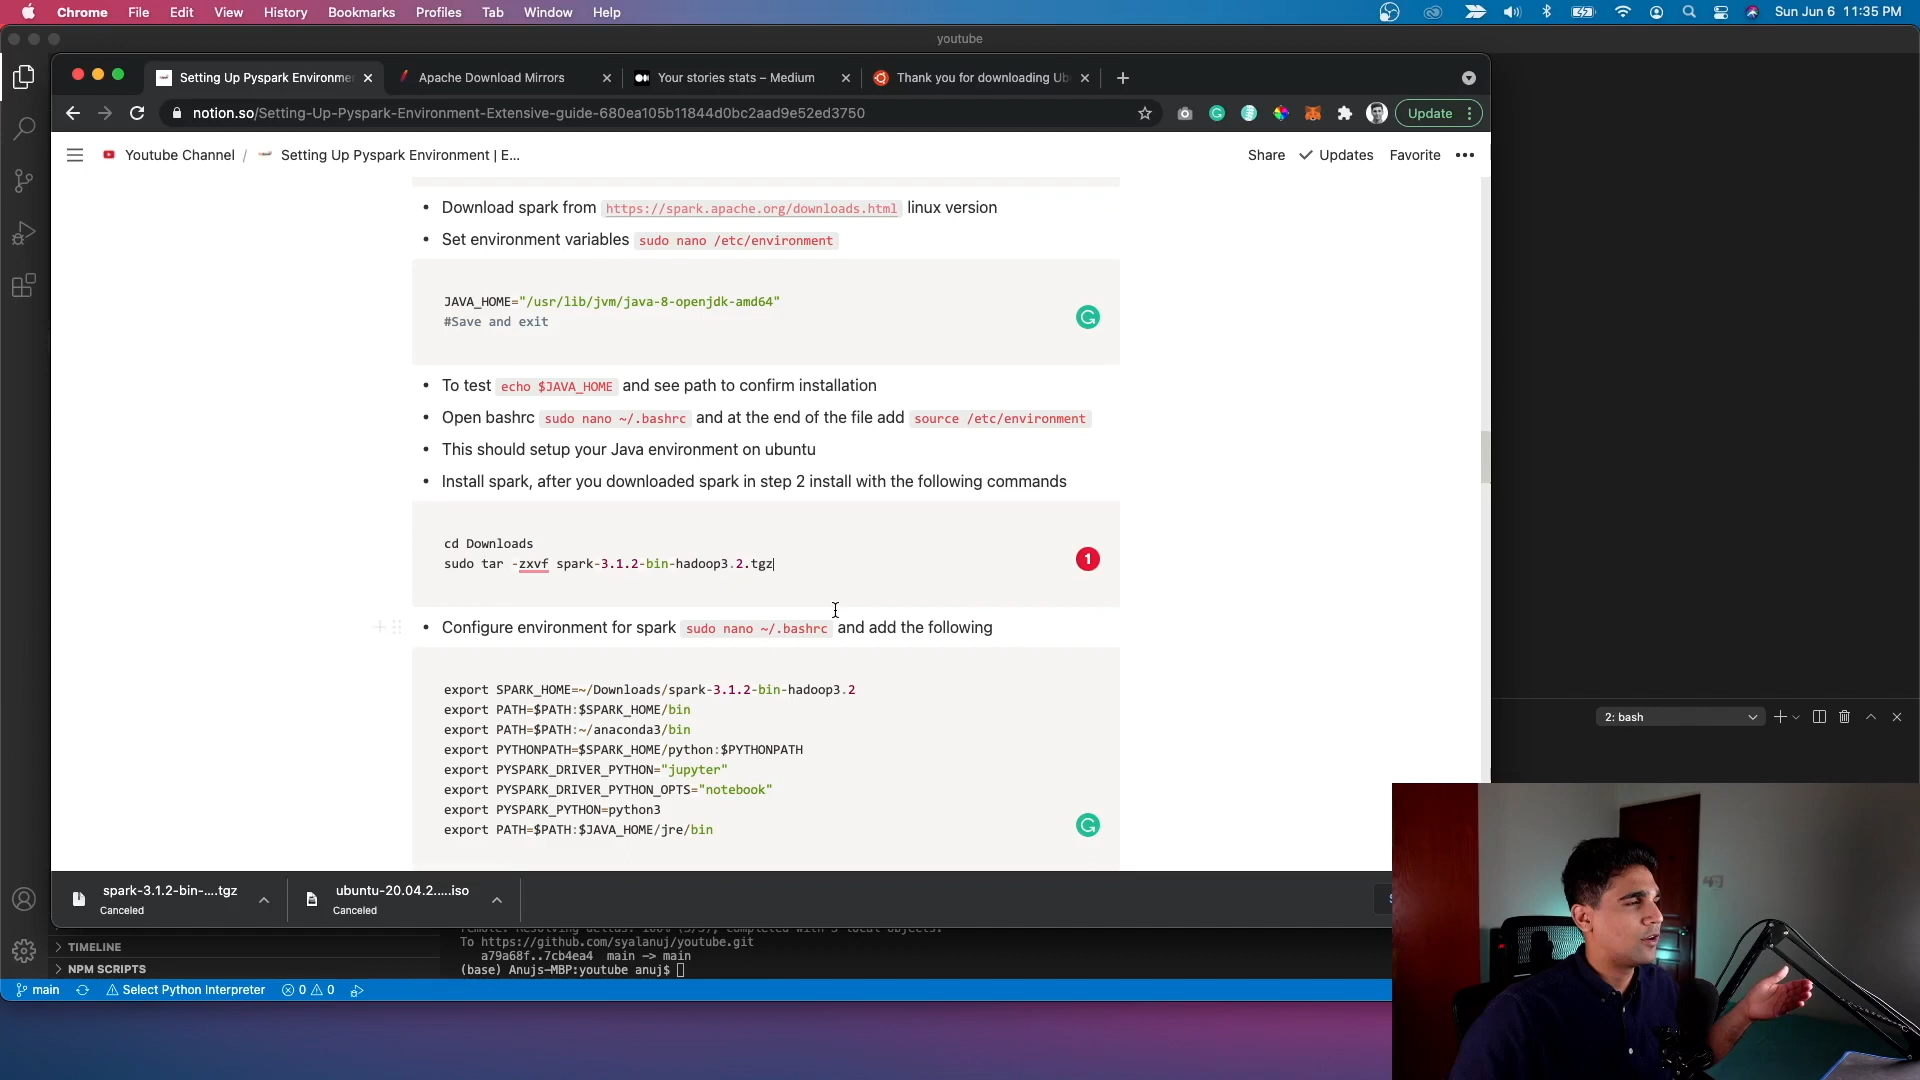 Chrome File Edit View History Bookmarks Profiles Tab Window Help Sun Jun 6 11:35 PM
youtube
Setting Up Pyspark Environme Apache Download Mirrors Your stories stats – Medium Thank you for downloading Ub
notion.so/Setting-Up-Pyspark-Environment-Extensive-guide-680ea105b11844d0bc2aad9e52ed3750 Update
Youtube Channel / Setting Up Pyspark Environment | E... Share Updates Favorite
• Download spark from https://spark.apache.org/downloads.html linux version
• Set environment variables sudo nano /etc/environment
JAVA_HOME="/usr/lib/jvm/java-8-openjdk-amd64"
#Save and exit
• To test echo $JAVA_HOME and see path to confirm installation
• Open bashrc sudo nano ~/.bashrc and at the end of the file add source /etc/environment
• This should setup your Java environment on ubuntu
• Install spark, after you downloaded spark in step 2 install with the following commands
cd Downloads
sudo tar -zxvf spark-3.1.2-bin-hadoop3.2.tgz
1
• Configure environment for spark sudo nano ~/.bashrc and add the following
export SPARK_HOME=~/Downloads/spark-3.1.2-bin-hadoop3.2
export PATH=$PATH:$SPARK_HOME/bin
export PATH=$PATH:~/anaconda3/bin
export PYTHONPATH=$SPARK_HOME/python:$PYTHONPATH
export PYSPARK_DRIVER_PYTHON="jupyter"
export PYSPARK_DRIVER_PYTHON_OPTS="notebook"
export PYSPARK_PYTHON=python3
export PATH=$PATH:$JAVA_HOME/jre/bin
2: bash
spark-3.1.2-bin-....tgz
Canceled
ubuntu-20.04.2.....iso
Canceled
TIMELINE
NPM SCRIPTS
To https://github.com/syalanuj/youtube.git
a79a68f..7cb4ea4 main -> main
(base) Anujs-MBP:youtube anuj$
main Select Python Interpreter 0 0